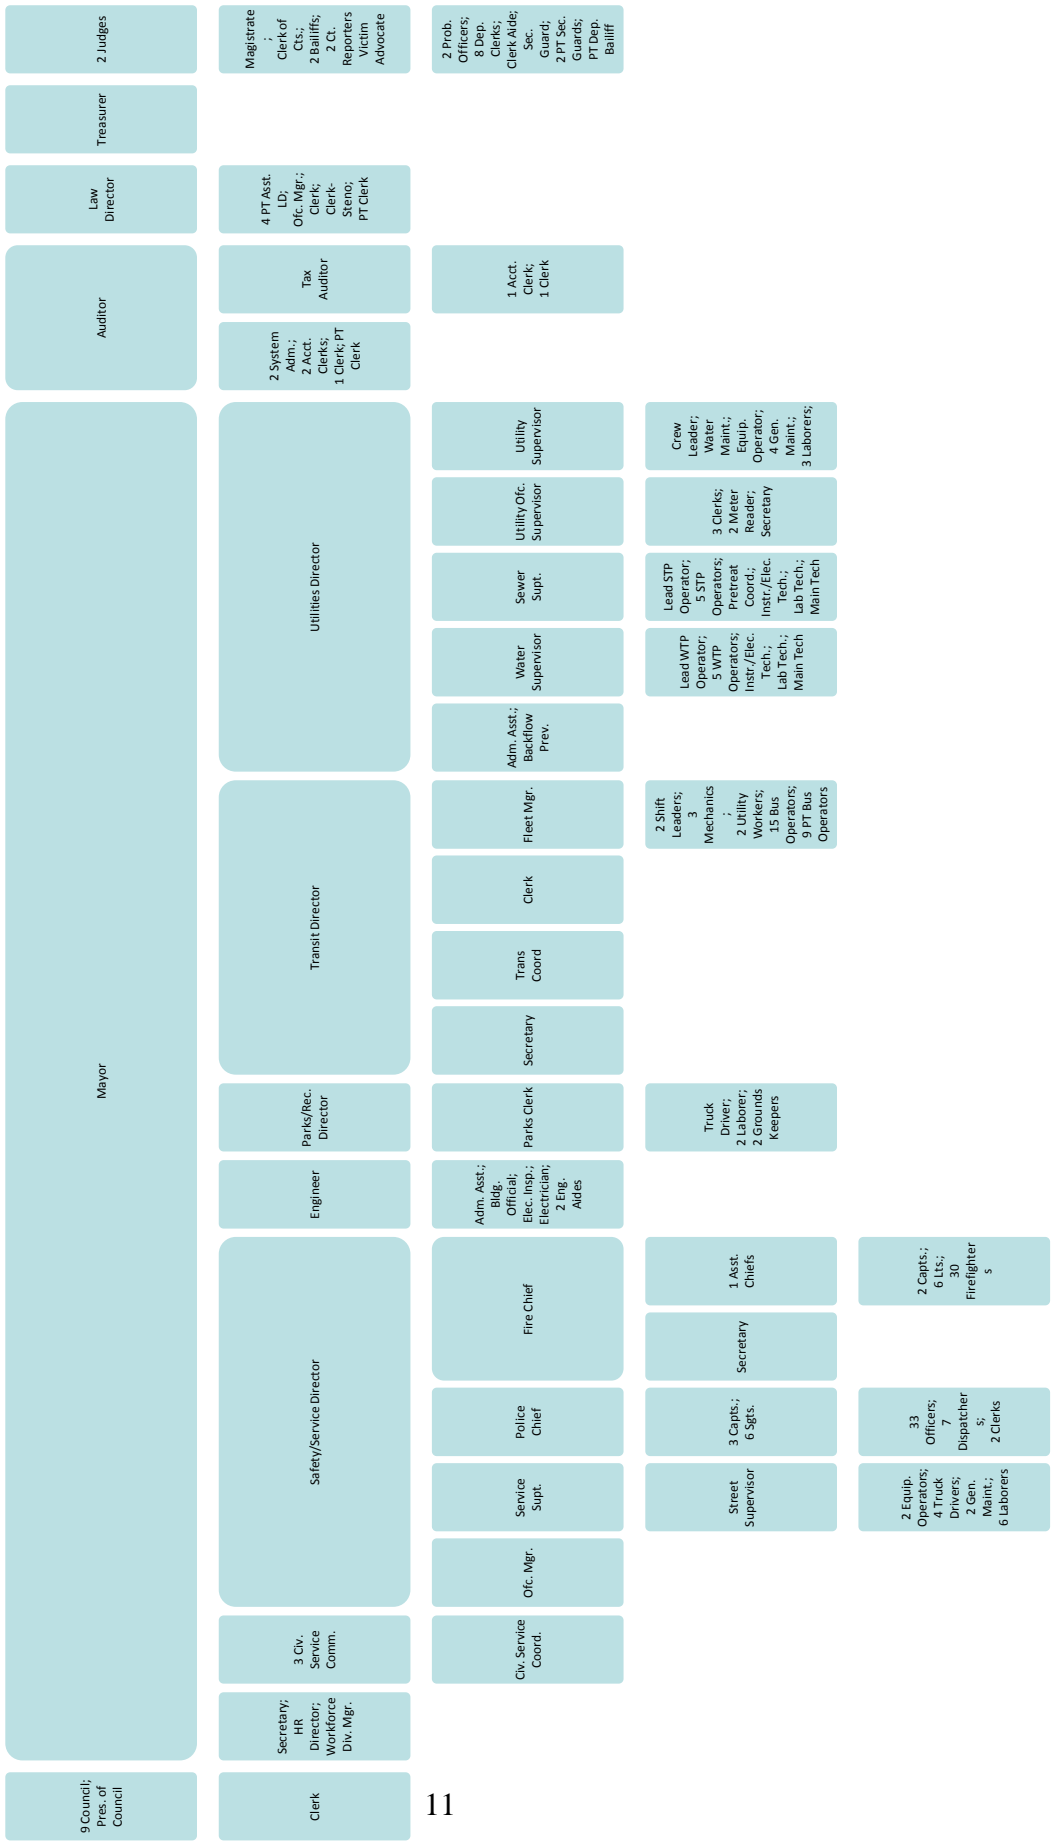 9 Council;
Pres. of
Council
Mayor
Auditor
Law
Director
Treasurer
2 Judges
Clerk
Secretary;
HR
Director;
Workforce
Div. Mgr.
3 Civ.
Service
Comm.
Safety/Service Director
Engineer
Parks/Rec.
Director
Transit Director
Utilities Director
2 System
Adm.;
2 Acct.
Clerks;
1 Clerk; PT
Clerk
Tax
Auditor
4 PT Asst.
LD;
Ofc. Mgr.;
Clerk;
Clerk-
Steno;
PT Clerk
Magistrate
;
Clerk of
Cts.;
2 Bailiffs;
2 Ct.
Reporters
Victim
Advocate
Civ. Service
Coord.
Ofc. Mgr.
Service
Supt.
Police
Chief
Fire Chief
Adm. Asst.;
Bldg.
Official;
Elec. Insp.;
Electrician;
2 Eng.
Aides
Parks Clerk
Secretary
Trans
Coord
Clerk
Fleet Mgr.
Adm. Asst.;
Backflow
Prev.
Water
Supervisor
Sewer
Supt.
Utility Ofc.
Supervisor
Utility
Supervisor
1 Acct.
Clerk;
1 Clerk
2 Prob.
Officers;
8 Dep.
Clerks;
Clerk Aide;
Sec.
Guard;
2 PT Sec.
Guards;
PT Dep.
Bailiff
Street
Supervisor
3 Capts.;
6 Sgts.
Secretary
1 Asst.
Chiefs
Truck
Driver;
2 Laborer;
2 Grounds
Keepers
2 Shift
Leaders;
3
Mechanics
;
2 Utility
Workers;
15 Bus
Operators;
9 PT Bus
Operators
Lead WTP
Operator;
5 WTP
Operators;
Instr./Elec.
Tech.;
Lab Tech.;
Main Tech
Lead STP
Operator;
5 STP
Operators;
Pretreat
Coord.;
Instr./Elec.
Tech.;
Lab Tech.;
Main Tech
3 Clerks;
2 Meter
Reader;
Secretary
Crew
Leader;
Water
Maint.;
Equip.
Operator;
4 Gen.
Maint.;
3 Laborers;
2 Equip.
Operators;
4 Truck
Drivers;
2 Gen.
Maint.;
6 Laborers
33
Officers;
7
Dispatcher
s;
2 Clerks
2 Capts.;
6 Lts.;
30
Firefighter
s
11